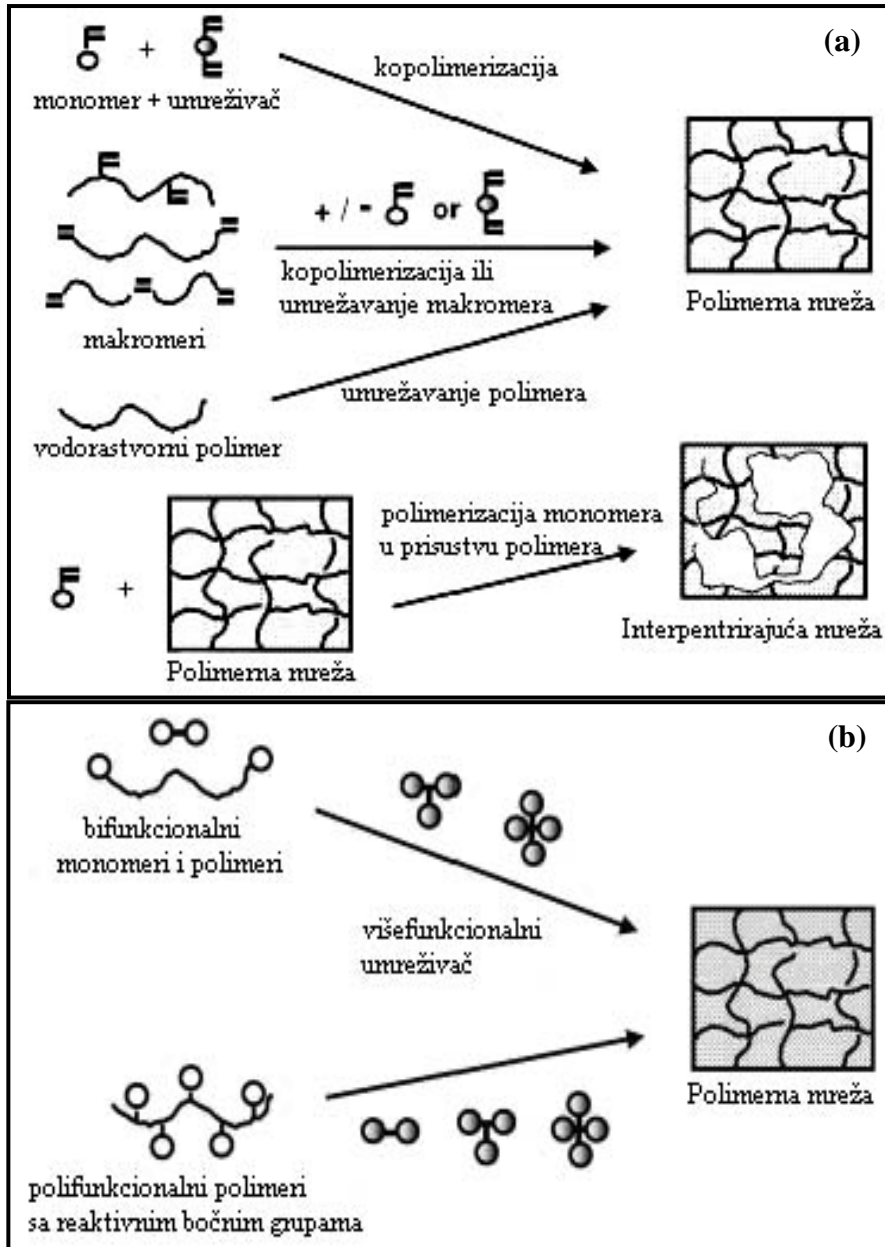 (a)
monomer + umreživač
kopolimerizacija
+ / - or
kopolimerizacija ili
umrežavanje makromera
makromeri
Polimerna mreža
umrežavanje polimera
vodorastvorni polimer
polimerizacija monomera
u prisustvu polimera
+
Polimerna mreža
Interpentrirajuća mreža
(b)
bifunkcionalni
monomeri i polimeri
višefunkcionalni
umreživač
Polimerna mreža
polifunkcionalni polimeri
sa reaktivnim bočnim grupama